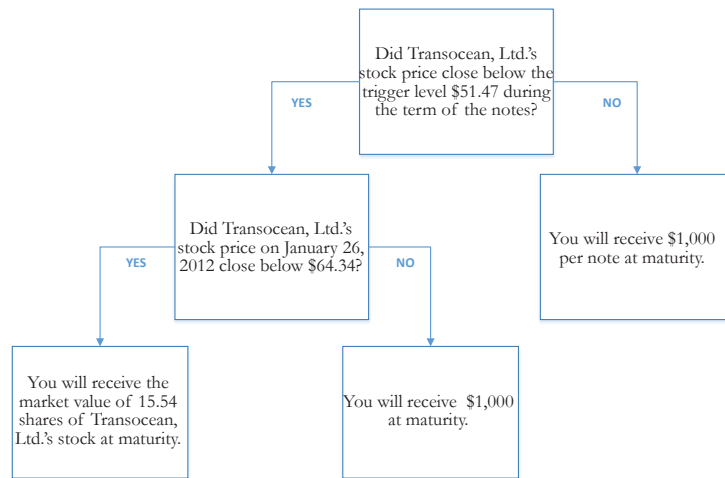 Did Transocean, Ltd.'s
stock price close below the
trigger level $51.47 during
the term of the notes?
YES
NO
Did Transocean, Ltd.'s
stock price on January 26,
2012 close below $64.34?
You will receive $1,000
per note at maturity.
YES
NO
You will receive the
market value of 15.54
shares of Transocean,
Ltd.'s stock at maturity.
You will receive $1,000
at maturity.